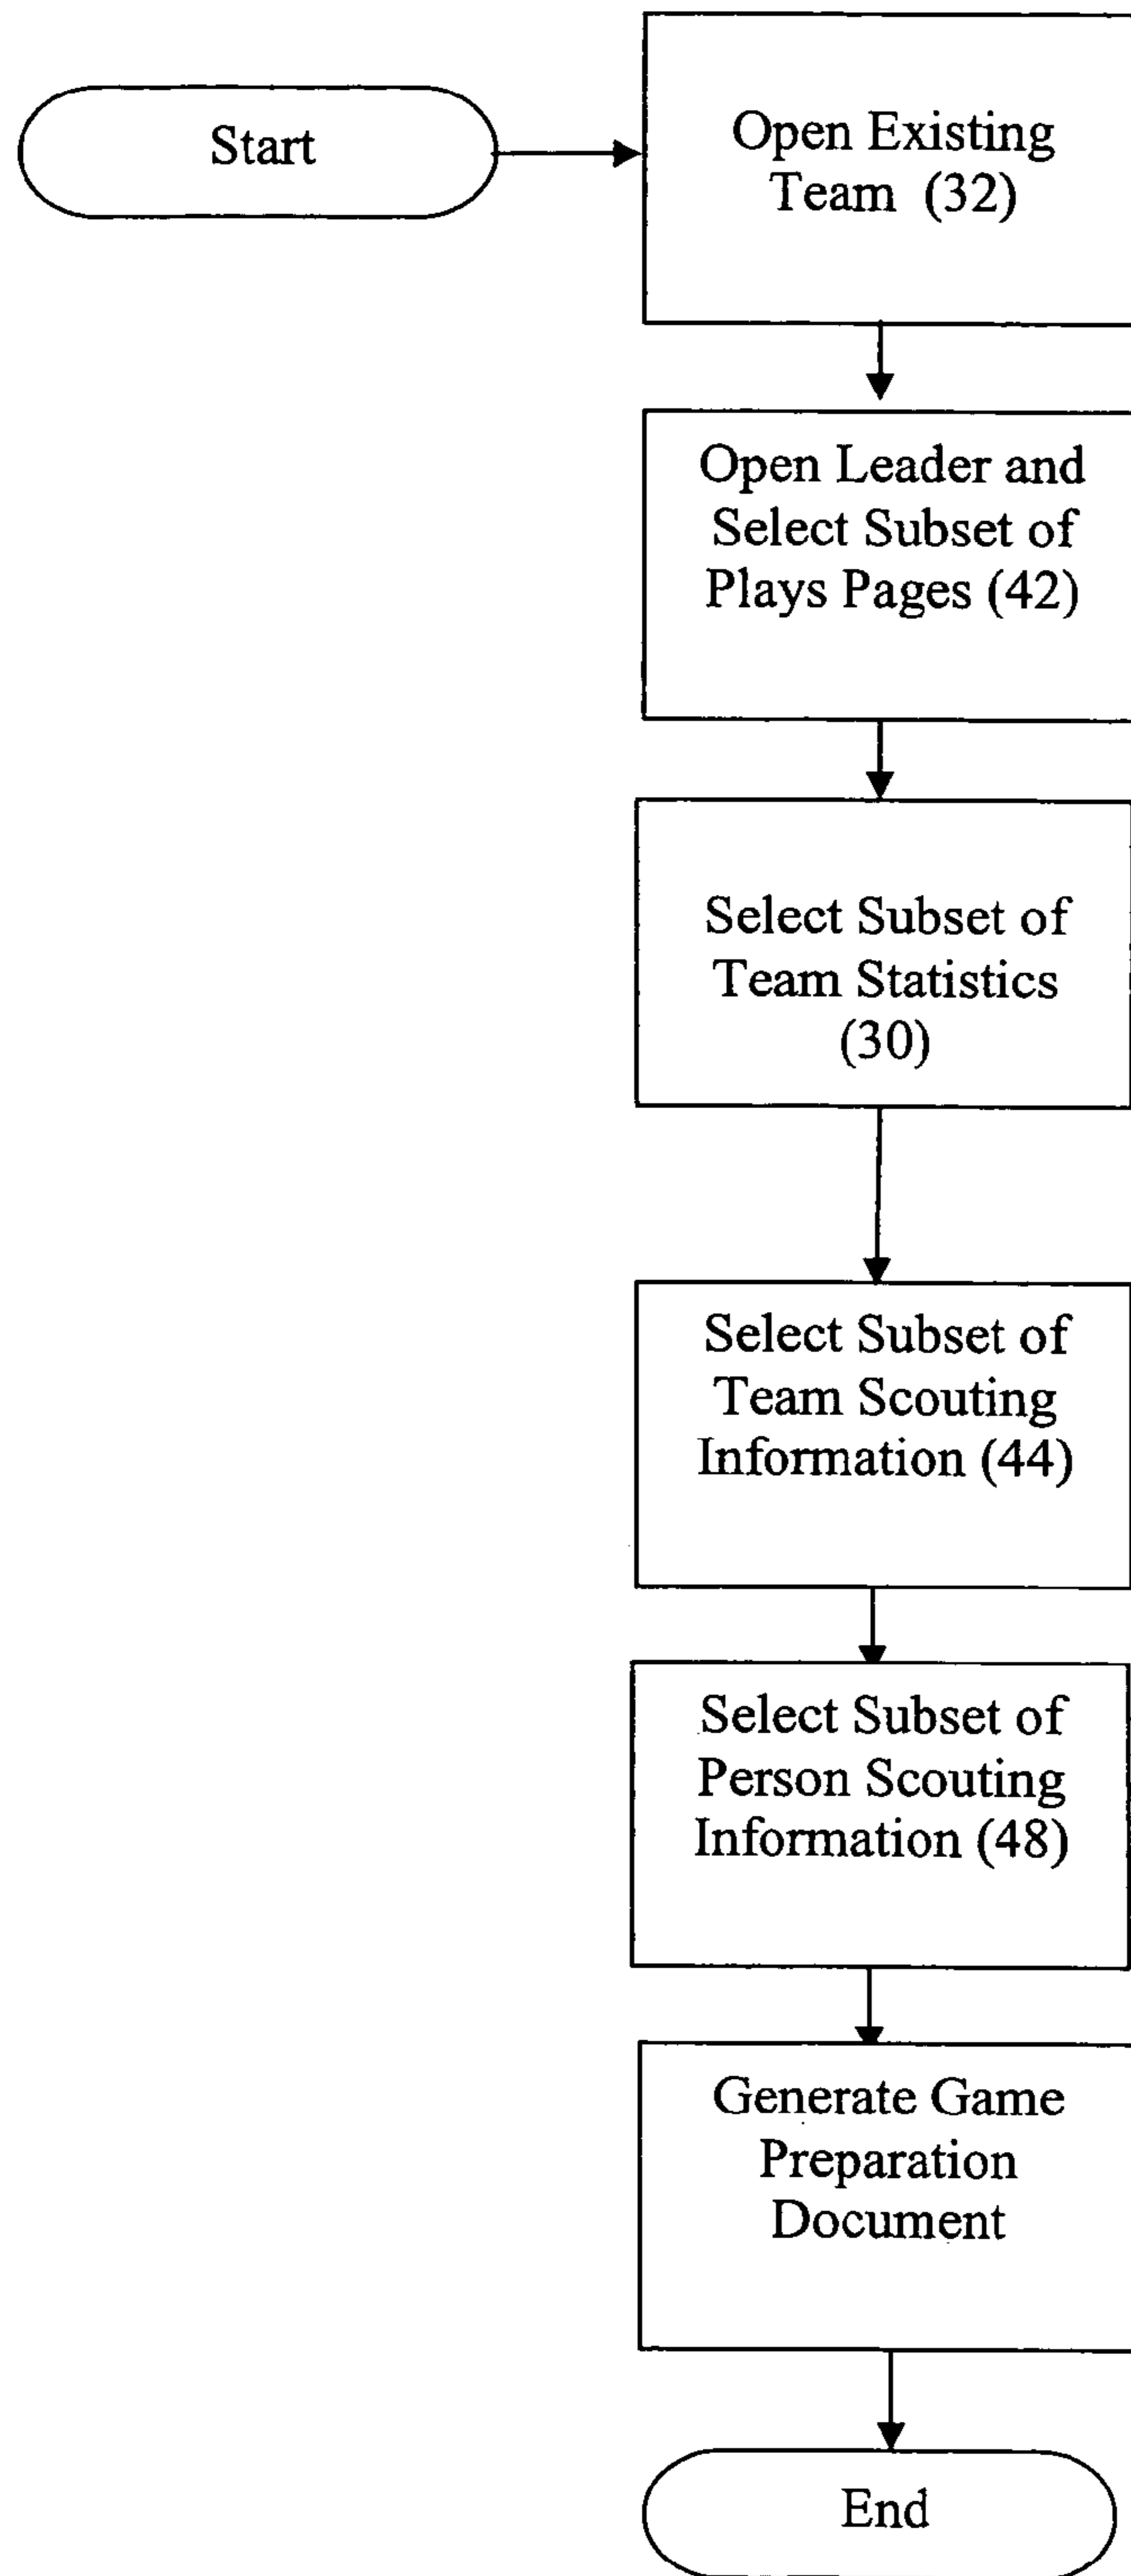 Start
Open Existing
Team (32)
Open Leader and
Select Subset of
Plays Pages (42)
Select Subset of
Team Statistics
(30)
Select Subset of
Team Scouting
Information (44)
Select Subset of
Person Scouting
Information (48)
Generate Game
Preparation
Document
End